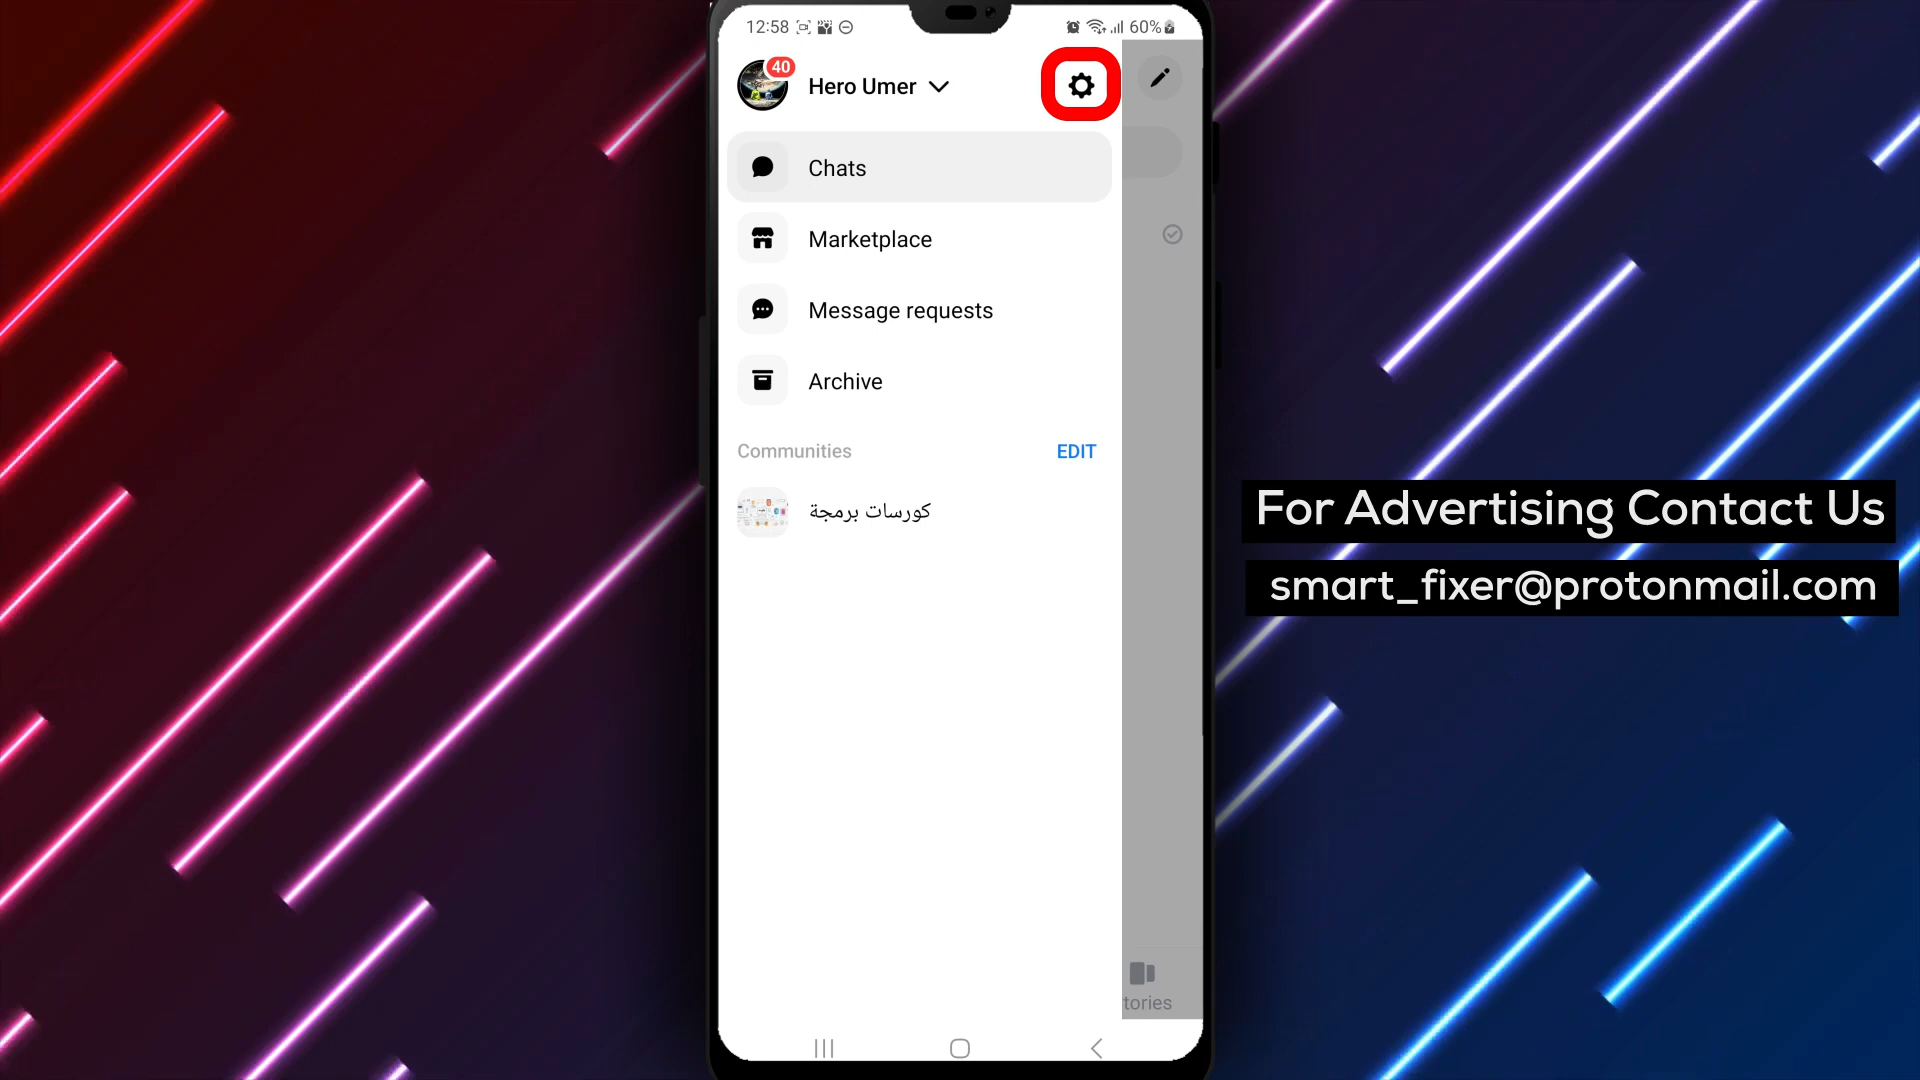 12:58
60%
40
Hero Umer
Chats
Marketplace
Message requests
Archive
Communities
EDIT
كورسات برمجة
tories
For Advertising Contact Us
smart_fixer@protonmail.com